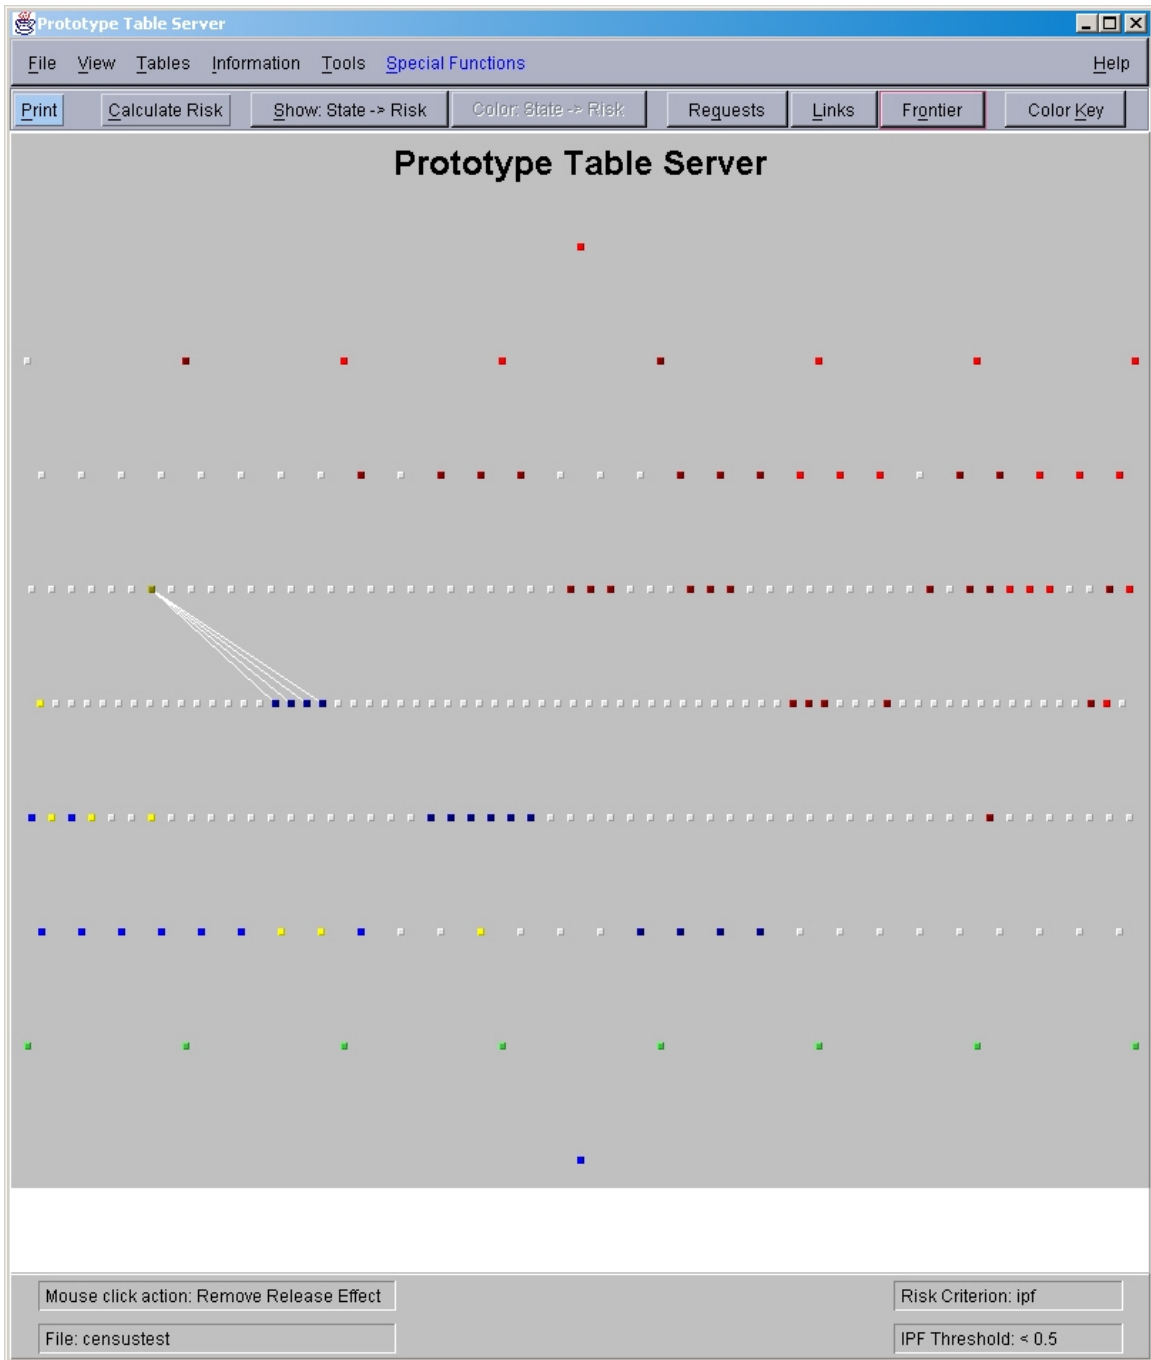 Prototype Table Server
File View Tables Information Tools Special Functions Help
Print Calculate Risk Show: State -> Risk Color: State -> Risk Requests Links Frontier Color Key
Prototype Table Server
Mouse click action: Remove Release Effect Risk Criterion: ipf
File: censustest IPF Threshold: < 0.5